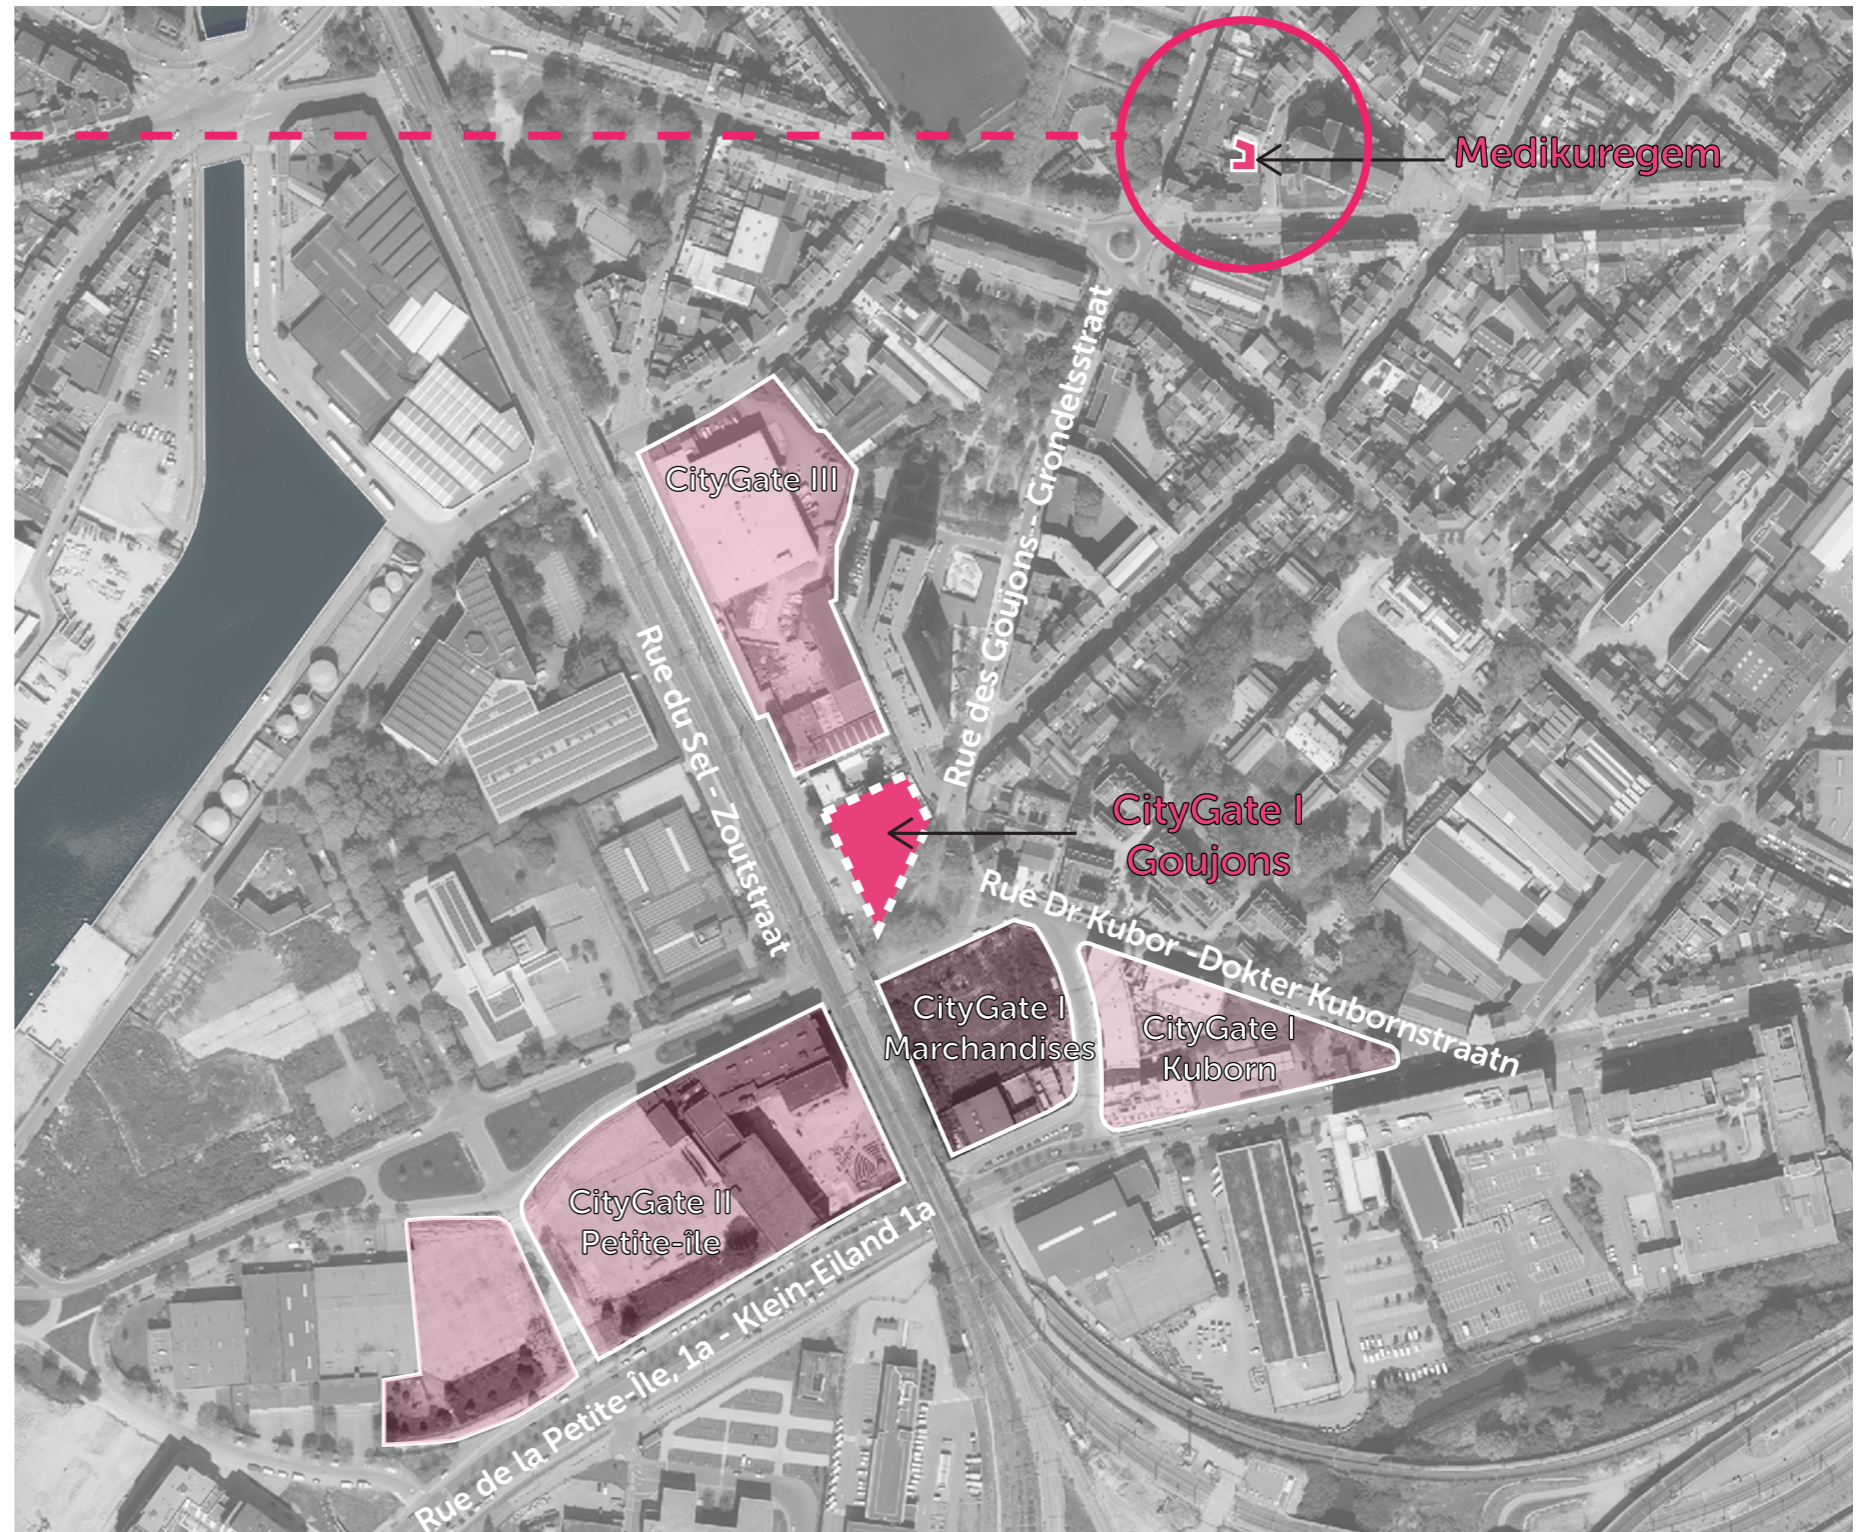 Medikuregem
Rue des Goujons - Grondelsstraat
CityGate III
Rue du Sel - Zoutstraat
CityGate I
Goujons
Rue Dr Kubor -Dokter Kubornstraatn
CityGate I
Marchandises
CityGate I
Kuborn
CityGate II
Petite-île
Rue de la Petite-Île, 1a - Klein-Eiland 1a